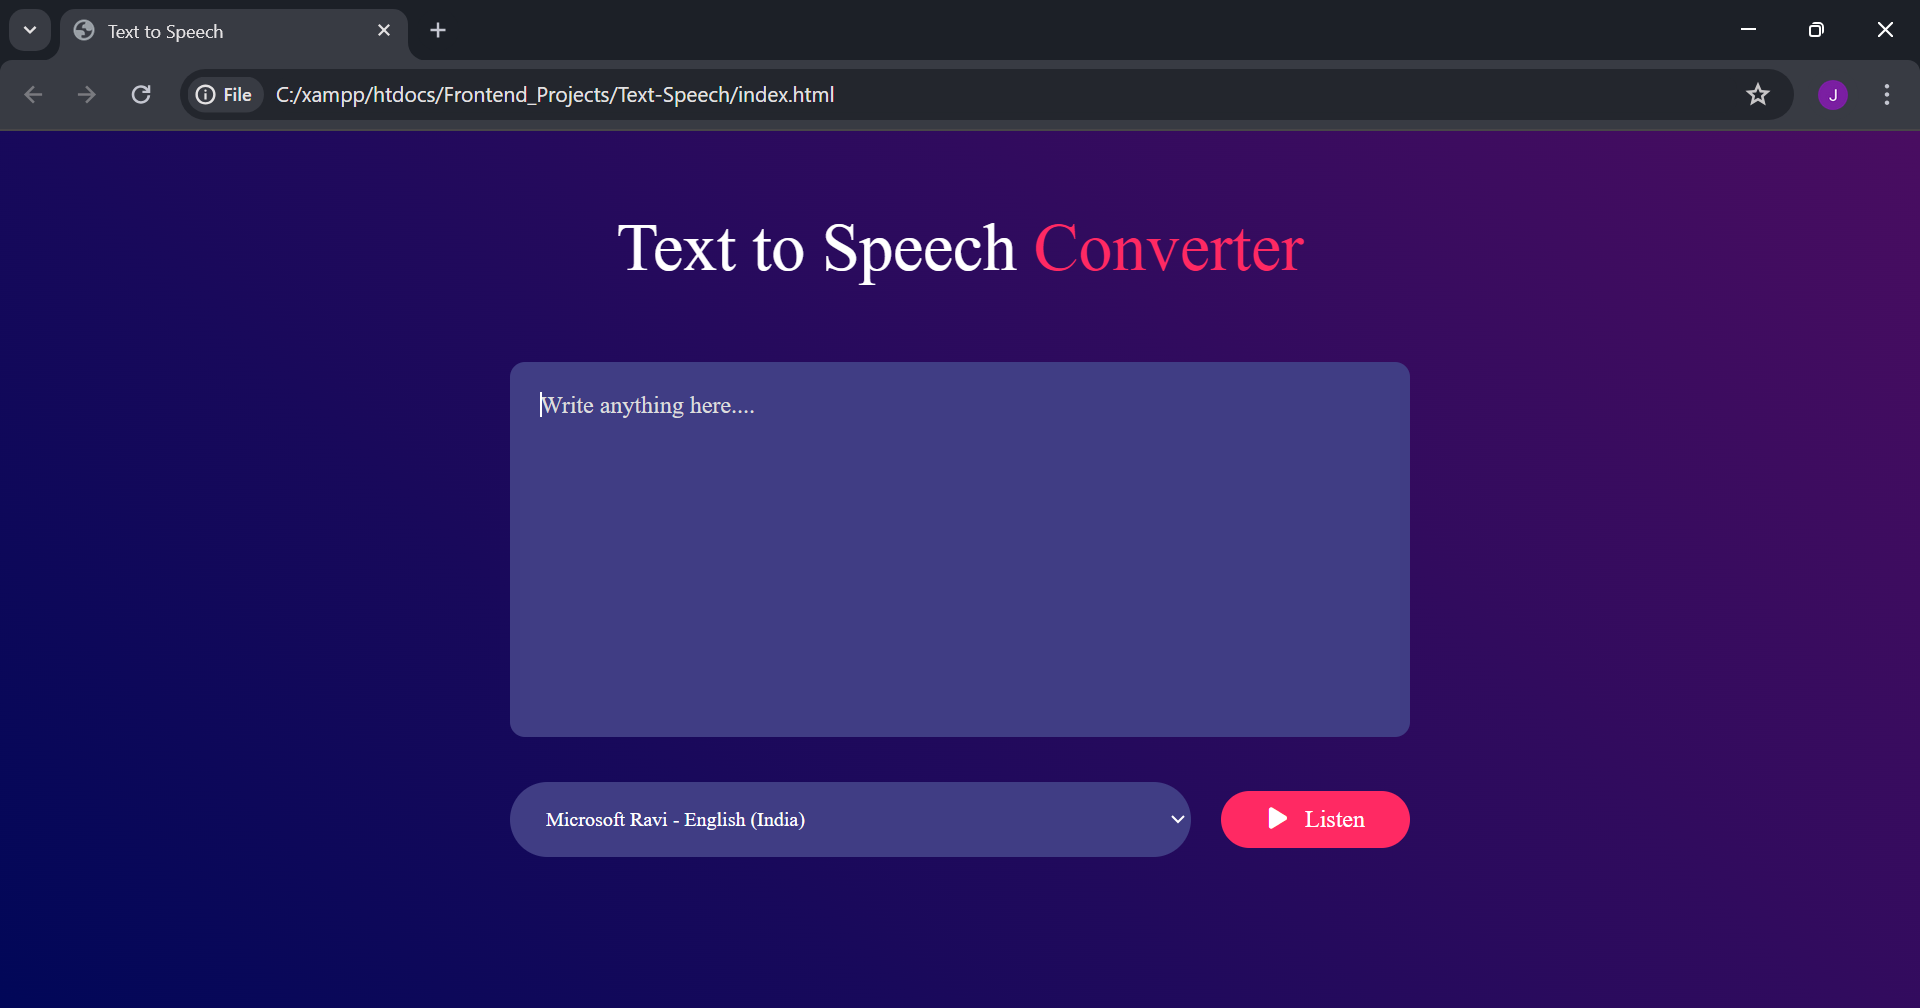 Text to Speech
File C:/xampp/htdocs/Frontend_Projects/Text-Speech/index.html
J
Text to Speech Converter
Write anything here....
Microsoft Ravi - English (India)
Listen